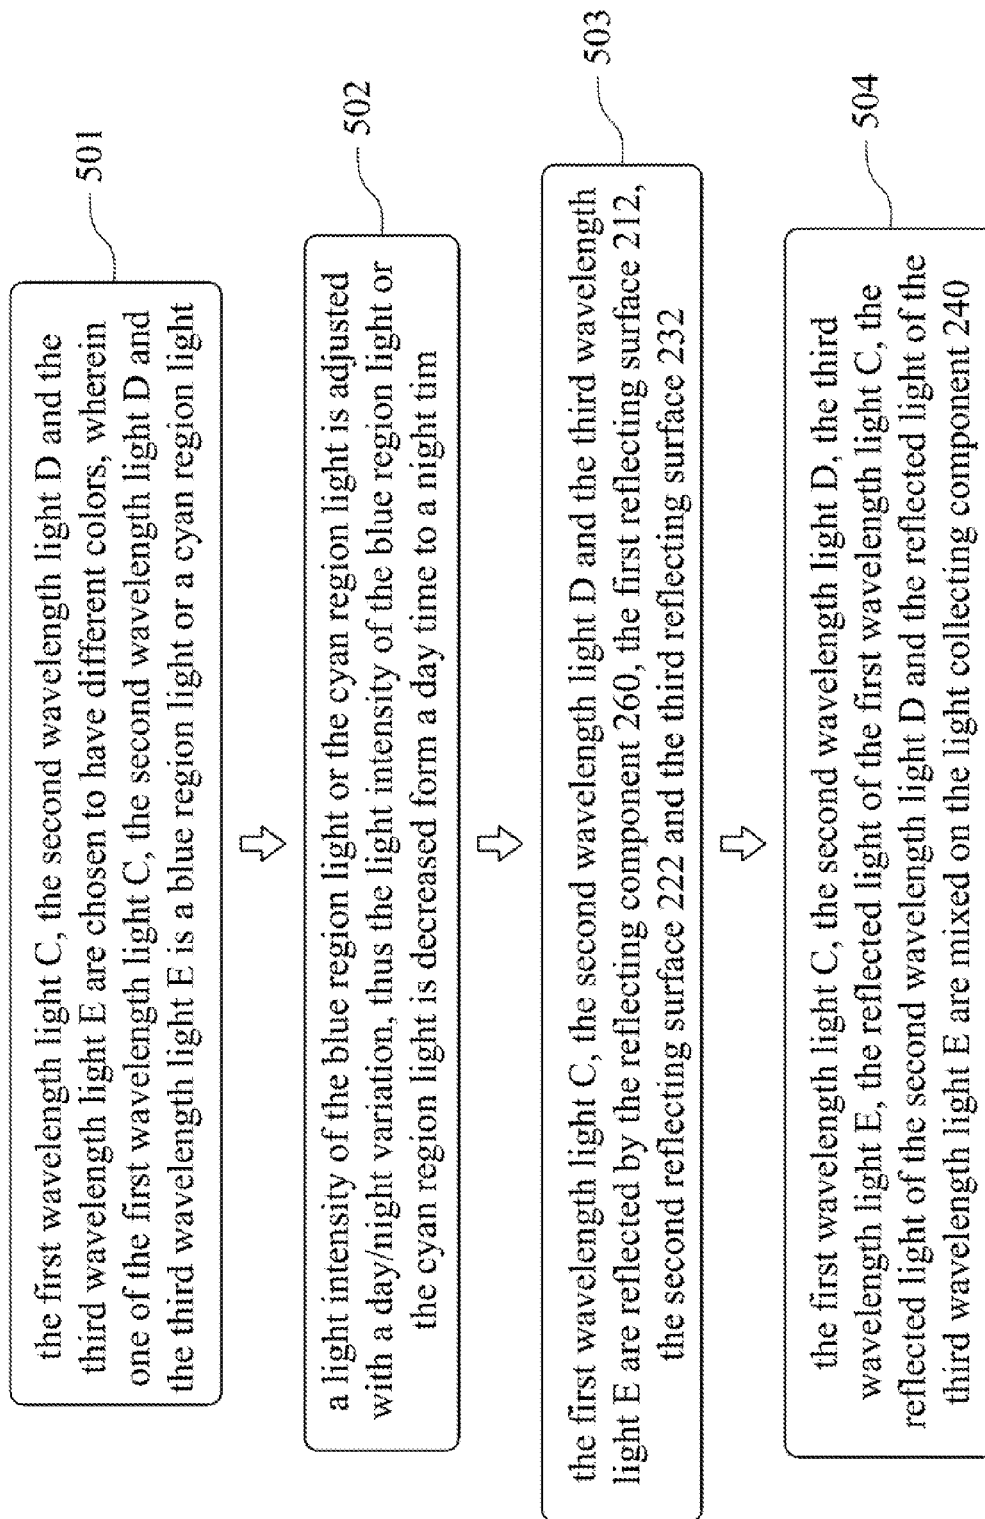 501
the first wavelength light C, the second wavelength light D and the
third wavelength light E are chosen to have different colors, wherein
one of the first wavelength light C, the second wavelength light D and
the third wavelength light E is a blue region light or a cyan region light
502
a light intensity of the blue region light or the cyan region light is adjusted
with a day/night variation, thus the light intensity of the blue region light or
the cyan region light is decreased form a day time to a night tim
503
the first wavelength light C, the second wavelength light D and the third wavelength
light E are reflected by the reflecting component 260, the first reflecting surface 212,
the second reflecting surface 222 and the third reflecting surface 232
504
the first wavelength light C, the second wavelength light D, the third
wavelength light E, the reflected light of the first wavelength light C, the
reflected light of the second wavelength light D and the reflected light of the
third wavelength light E are mixed on the light collecting component 240